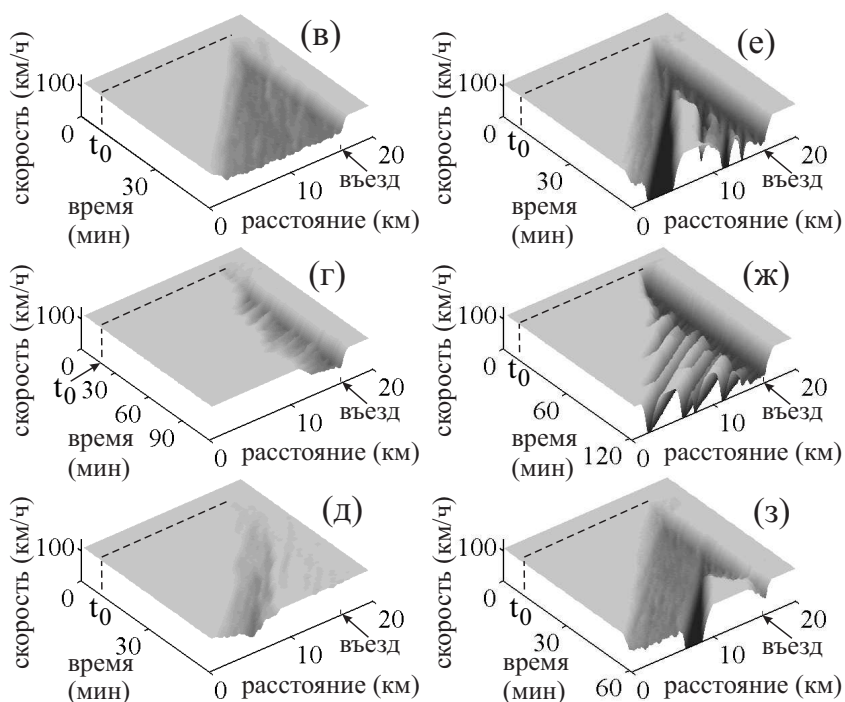 (в)
скорость (км/ч)
100
0
t₀
30
время
(мин)
0
10
20
въезд
расстояние (км)
(е)
скорость (км/ч)
100
0
t₀
30
время
(мин)
0
10
20
въезд
расстояние (км)
(г)
скорость (км/ч)
100
0
t₀
30
60
90
время
(мин)
0
10
20
въезд
расстояние (км)
(ж)
скорость (км/ч)
100
0
t₀
60
120
время
(мин)
0
10
20
въезд
расстояние (км)
(д)
скорость (км/ч)
100
0
t₀
30
время
(мин)
0
10
20
въезд
расстояние (км)
(з)
скорость (км/ч)
100
0
t₀
30
60
время
(мин)
0
10
20
въезд
расстояние (км)